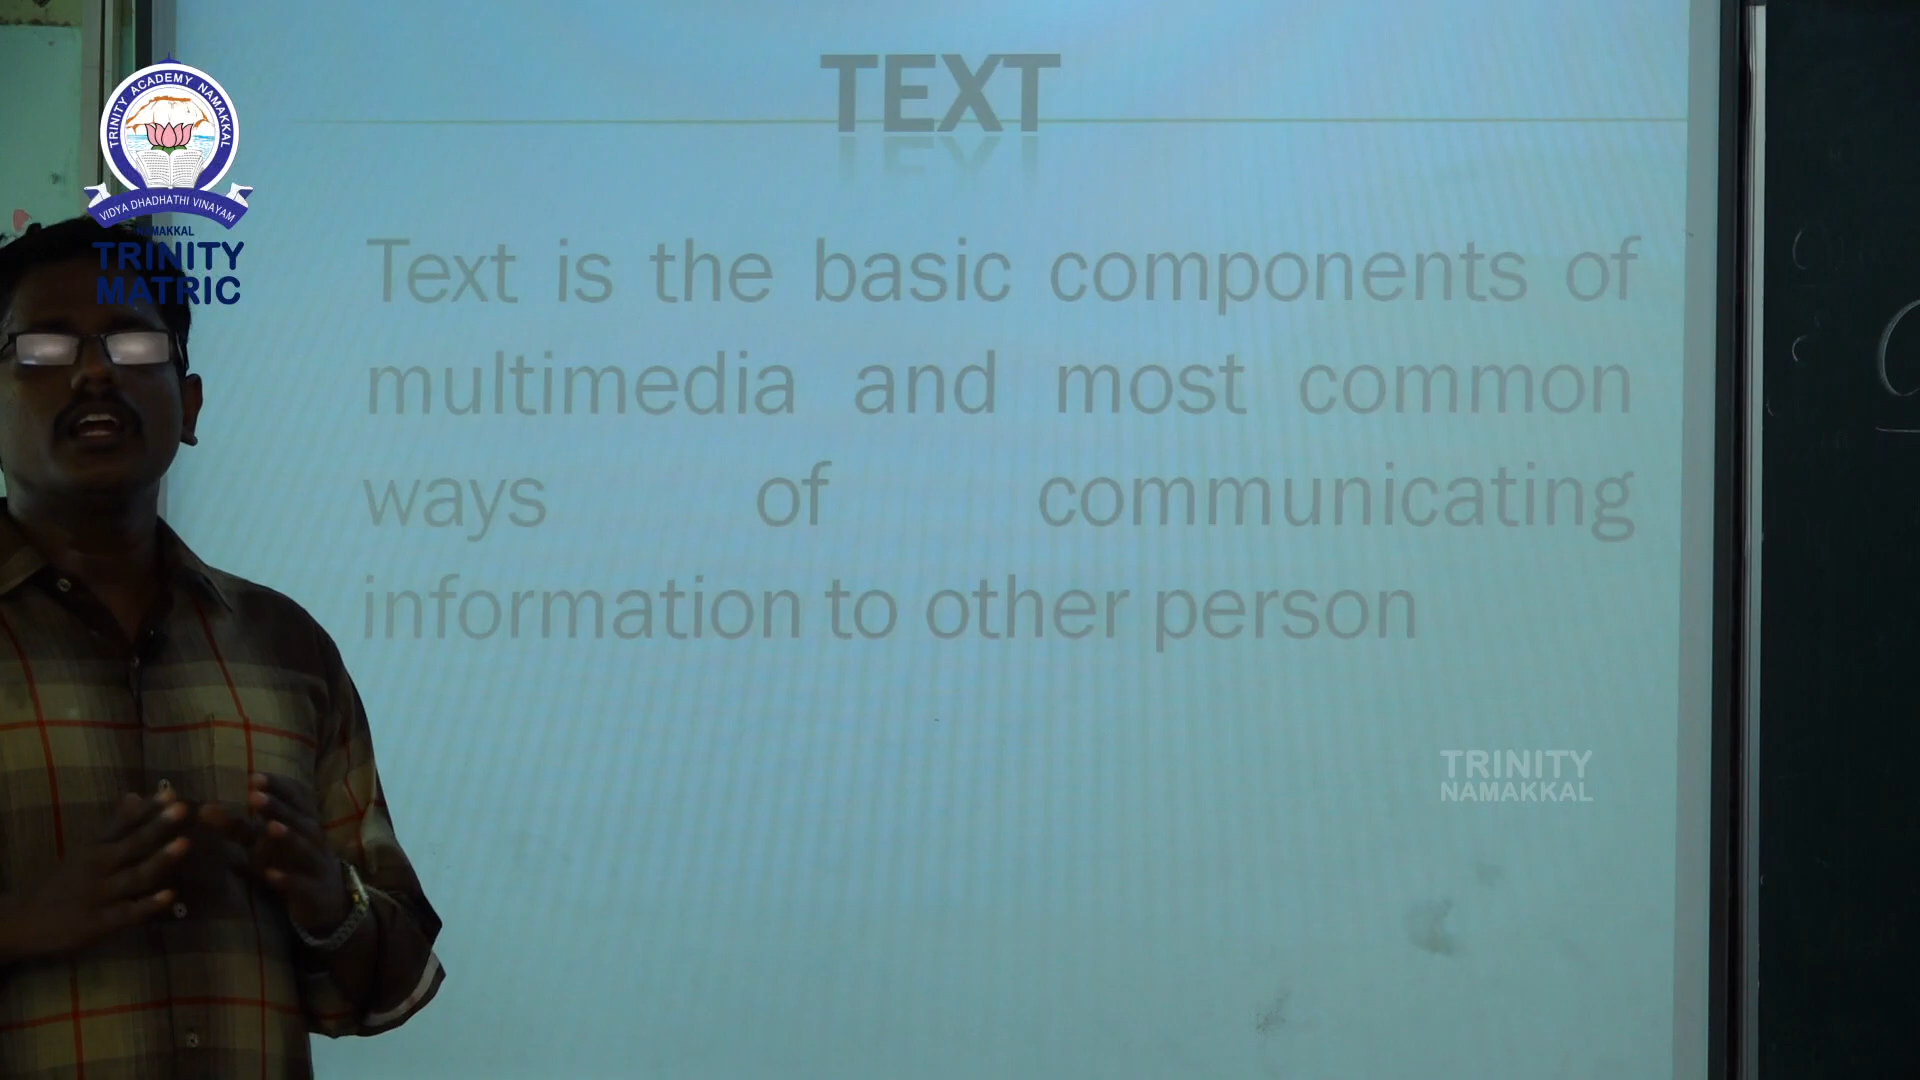 TEXT
TRINITY ACADEMY NAMAKKAL
VIDYA DHADHATHI VINAYAM
NAMAKKAL
TRINITY
MATRIC
Text is the basic components of
multimedia and most common
ways of communicating
information to other person
TRINITY
NAMAKKAL